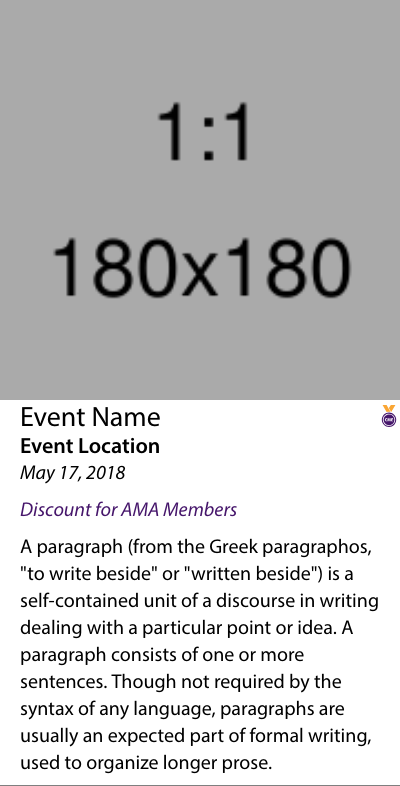 1:1
180x180
Event Name
Event Location
May 17, 2018
Discount for AMA Members
A paragraph (from the Greek paragraphos,
"to write beside" or "written beside") is a
self-contained unit of a discourse in writing
dealing with a particular point or idea. A
paragraph consists of one or more
sentences. Though not required by the
syntax of any language, paragraphs are
usually an expected part of formal writing,
used to organize longer prose.